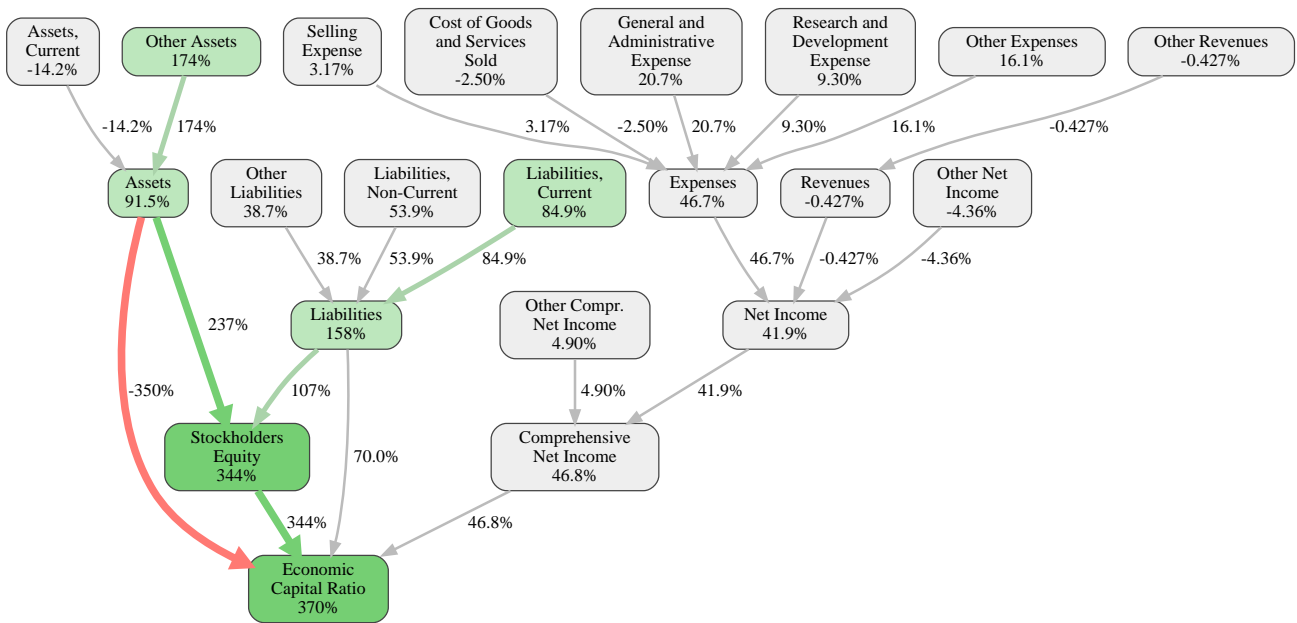 Assets,
Current
-14.2%
Other Assets
174%
Selling
Expense
3.17%
Cost of Goods
and Services
Sold
-2.50%
General and
Administrative
Expense
20.7%
Research and
Development
Expense
9.30%
Other Expenses
16.1%
Other Revenues
-0.427%
-14.2%
174%
3.17%
-2.50%
20.7%
9.30%
16.1%
-0.427%
Assets
91.5%
Other
Liabilities
38.7%
Liabilities,
Non-Current
53.9%
Liabilities,
Current
84.9%
Expenses
46.7%
Revenues
-0.427%
Other Net
Income
-4.36%
38.7%
53.9%
84.9%
46.7%
-0.427%
-4.36%
237%
Liabilities
158%
Other Compr.
Net Income
4.90%
Net Income
41.9%
-350%
107%
4.90%
41.9%
Stockholders
Equity
344%
70.0%
Comprehensive
Net Income
46.8%
344%
46.8%
Economic
Capital Ratio
370%